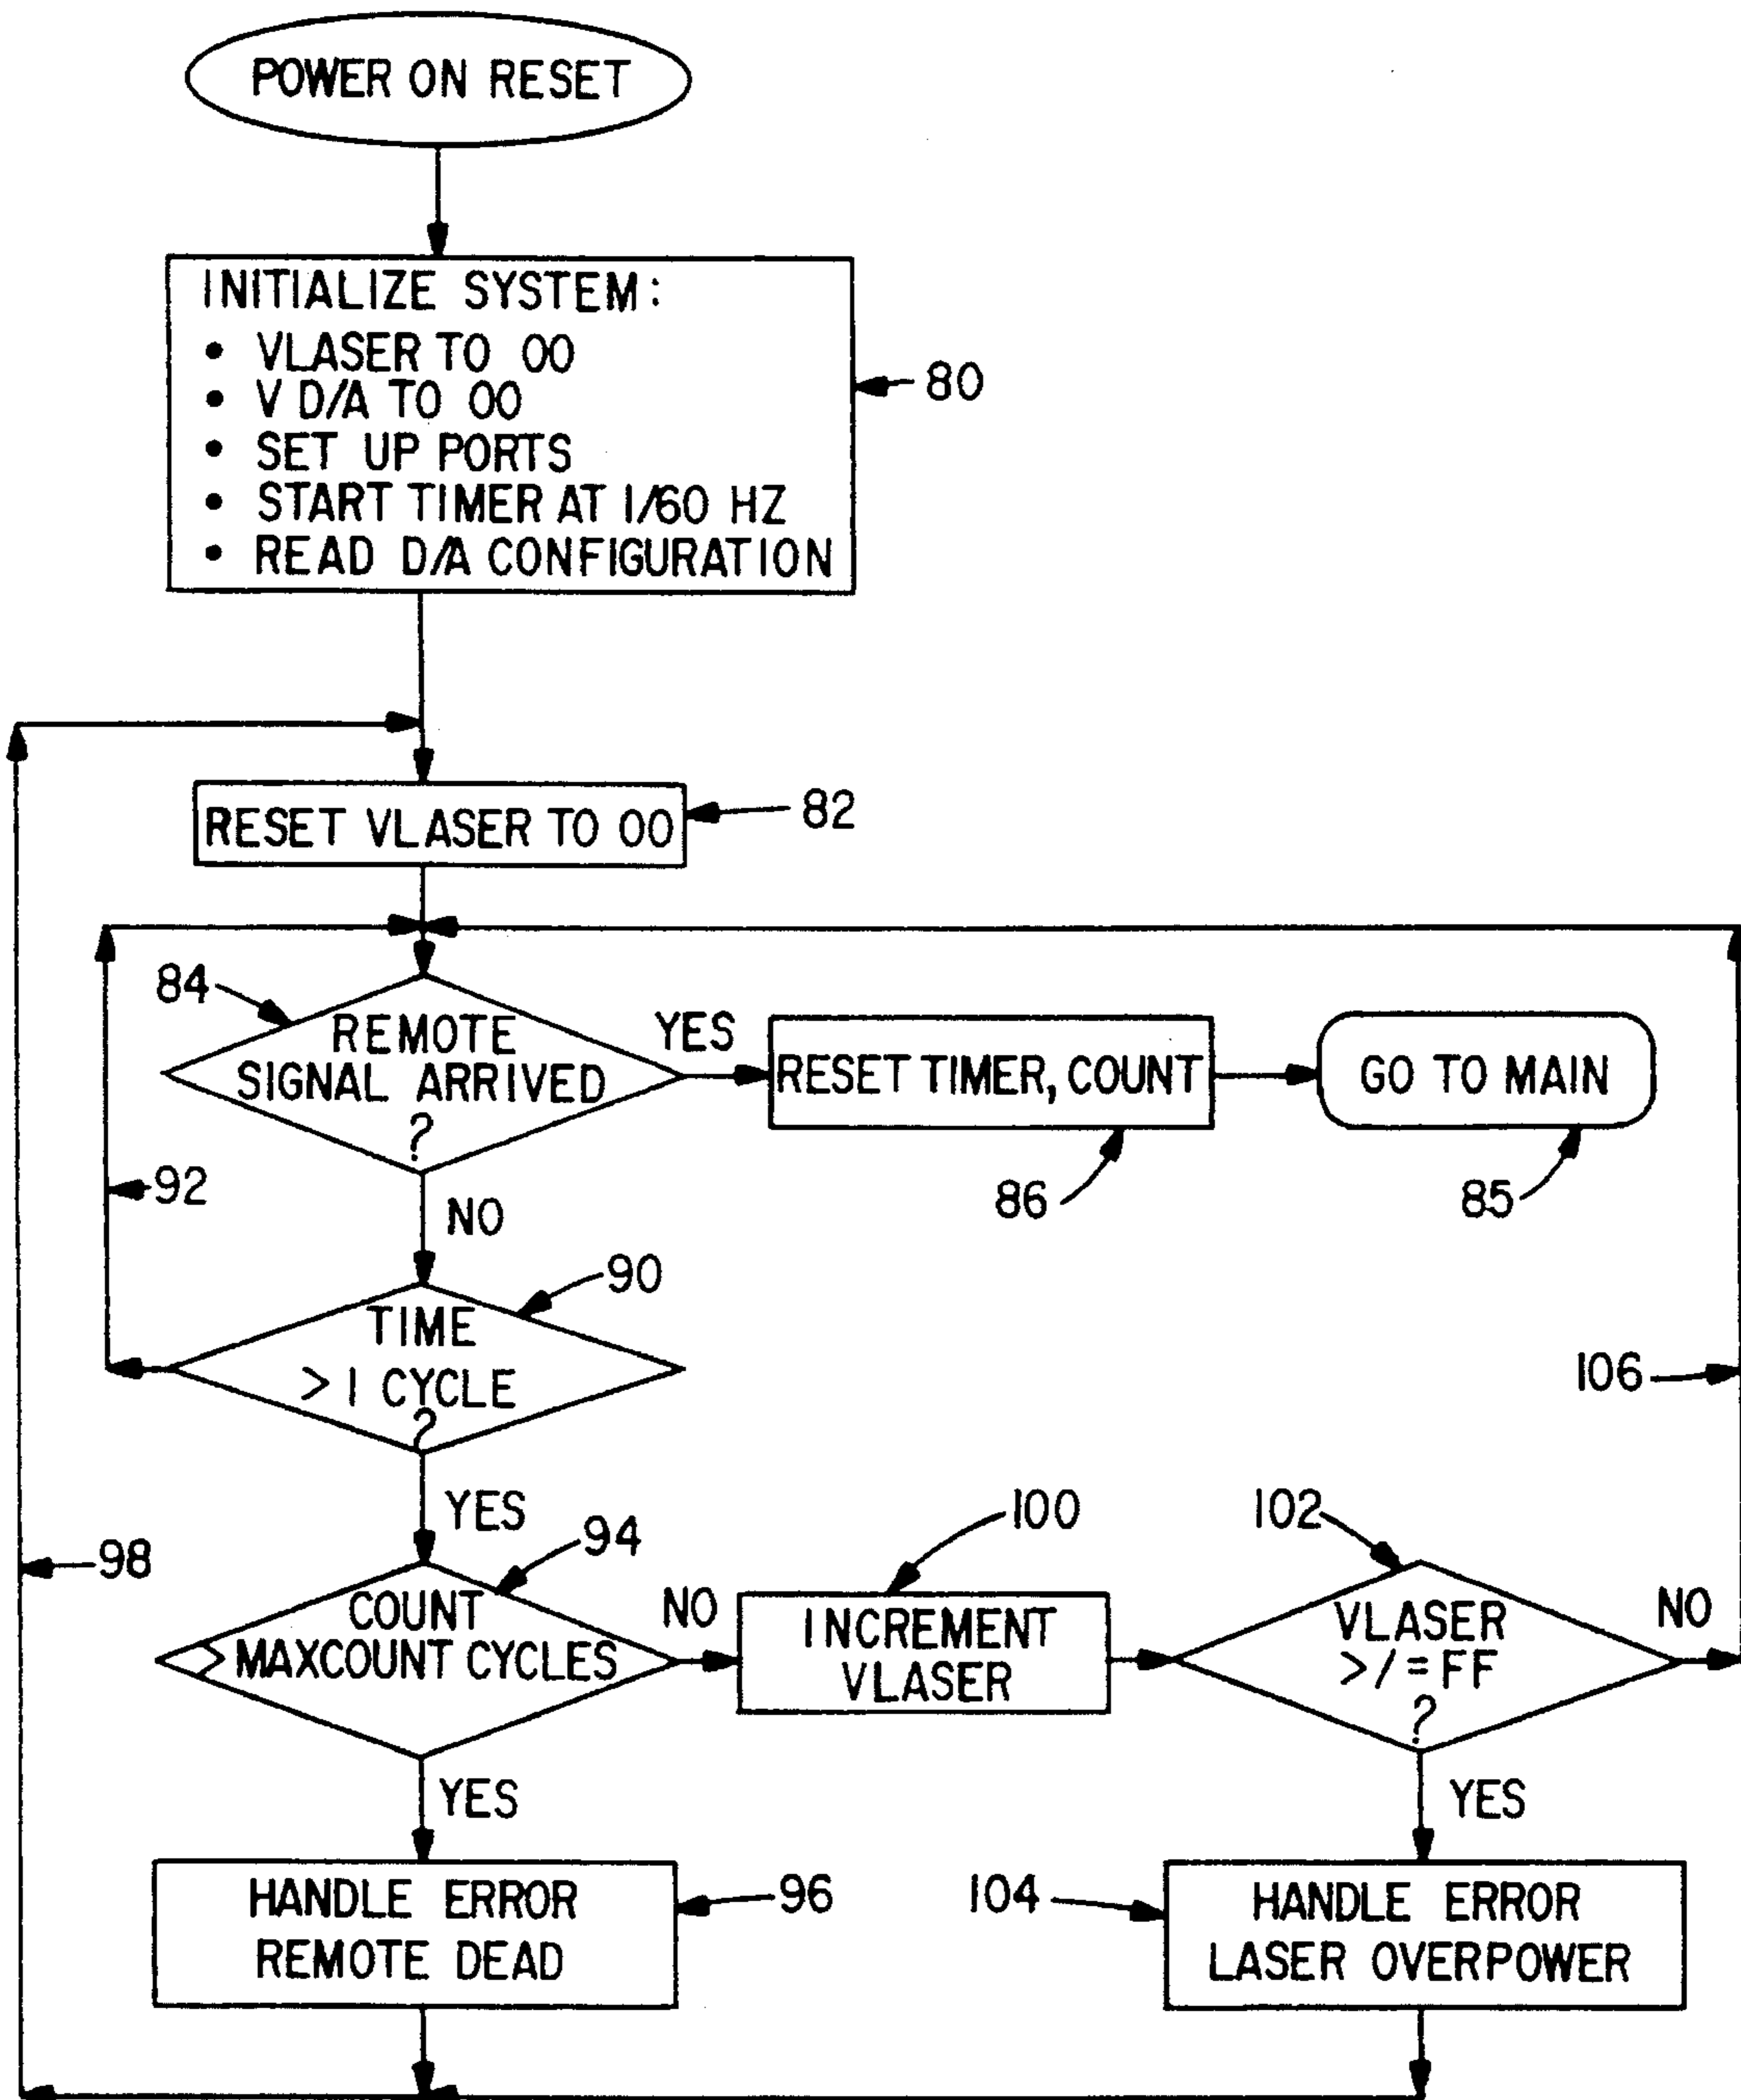 POWER ON RESET
INITIALIZE SYSTEM:
• VLASER TO 00
• V D/A TO 00
• SET UP PORTS
• START TIMER AT 1/60 HZ
• READ D/A CONFIGURATION
80
RESET VLASER TO 00
82
84
REMOTE
SIGNAL ARRIVED
?
YES
RESET TIMER, COUNT
GO TO MAIN
86
85
92
NO
90
TIME
> 1 CYCLE
?
106
YES
98
94
COUNT
> MAXCOUNT CYCLES
NO
100
INCREMENT
VLASER
102
VLASER
>/=FF
?
NO
YES
YES
HANDLE ERROR
REMOTE DEAD
96
104
HANDLE ERROR
LASER OVERPOWER